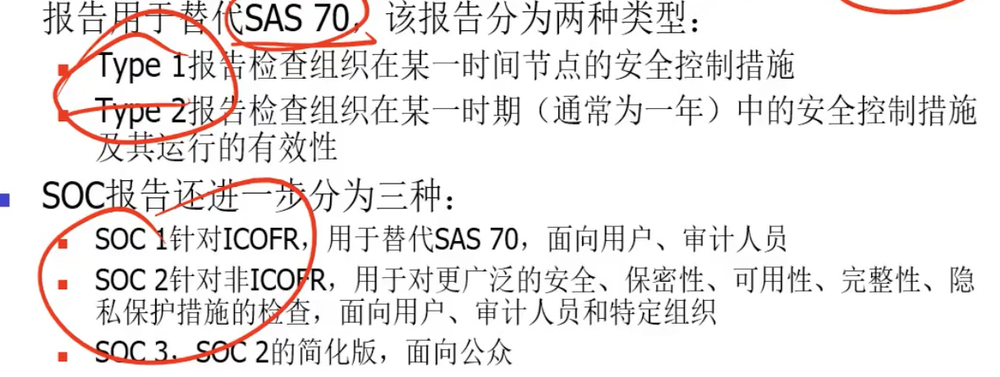 报告用于替代SAS 70，该报告分为两种类型：
Type 1报告检查组织在某一时间节点的安全控制措施
Type 2报告检查组织在某一时期（通常为一年）中的安全控制措施
及其运行的有效性
SOC报告还进一步分为三种：
SOC 1针对ICOFR，用于替代SAS 70，面向用户、审计人员
SOC 2针对非ICOFR，用于对更广泛的安全、保密性、可用性、完整性、隐
私保护措施的检查，面向用户、审计人员和特定组织
SOC 3，SOC 2的简化版，面向公众